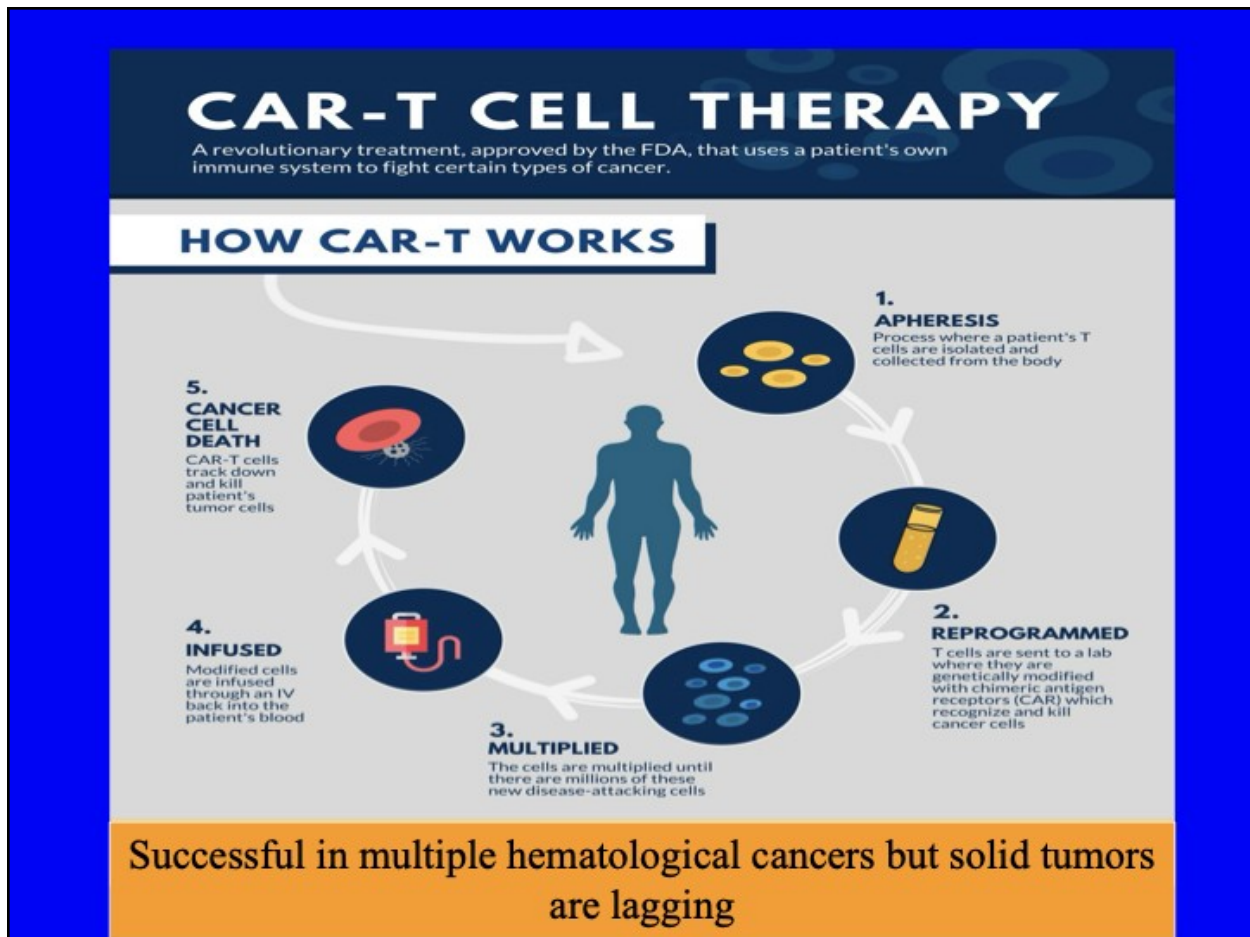 CAR-T CELL THERAPY
A revolutionary treatment, approved by the FDA, that uses a patient's own
immune system to fight certain types of cancer.
HOW CAR-T WORKS
1.
APHERESIS
Process where a patient's T
cells are isolated and
collected from the body
2.
REPROGRAMMED
T cells are sent to a lab
where they are
genetically modified
with chimeric antigen
receptors (CAR) which
recognize and kill
cancer cells
3.
MULTIPLIED
The cells are multiplied until
there are millions of these
new disease-attacking cells
4.
INFUSED
Modified cells
are infused
through an IV
back into the
patient's blood
5.
CANCER
CELL
DEATH
CAR-T cells
track down
and kill
patient's
tumor cells
Successful in multiple hematological cancers but solid tumors
are lagging